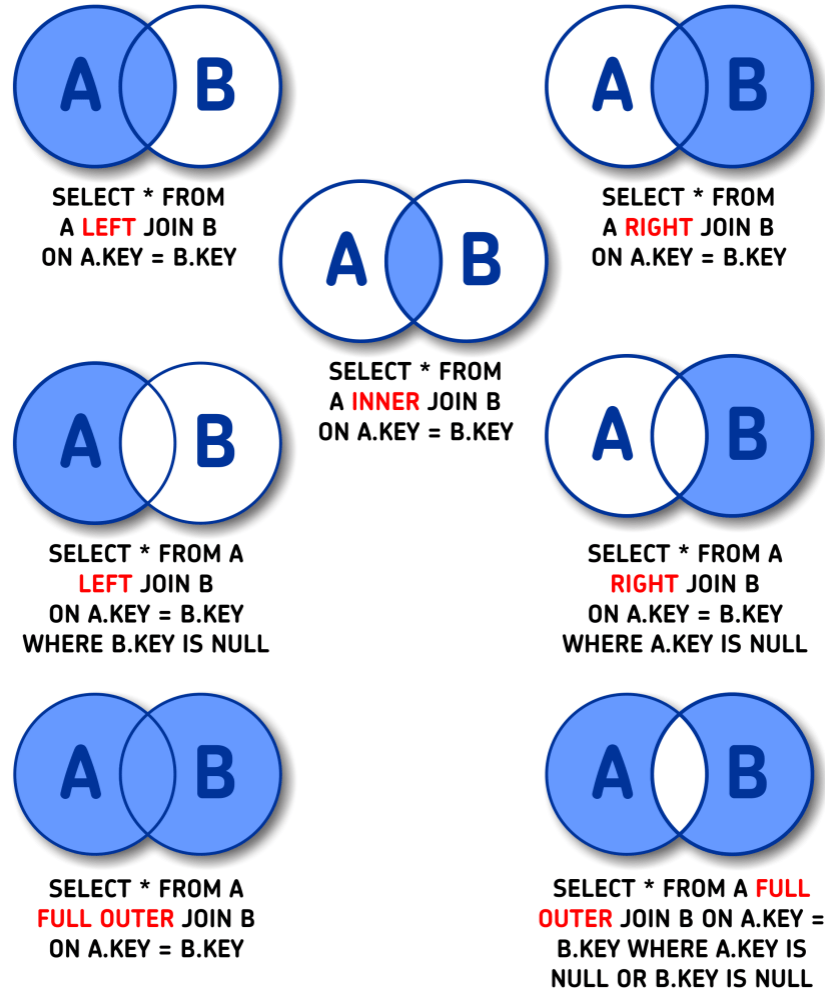 A B
SELECT * FROM
A LEFT JOIN B
ON A.KEY = B.KEY
A B
SELECT * FROM
A RIGHT JOIN B
ON A.KEY = B.KEY
A B
SELECT * FROM
A INNER JOIN B
ON A.KEY = B.KEY
A B
SELECT * FROM A
LEFT JOIN B
ON A.KEY = B.KEY
WHERE B.KEY IS NULL
A B
SELECT * FROM A
RIGHT JOIN B
ON A.KEY = B.KEY
WHERE A.KEY IS NULL
A B
SELECT * FROM A
FULL OUTER JOIN B
ON A.KEY = B.KEY
A B
SELECT * FROM A FULL
OUTER JOIN B ON A.KEY =
B.KEY WHERE A.KEY IS
NULL OR B.KEY IS NULL